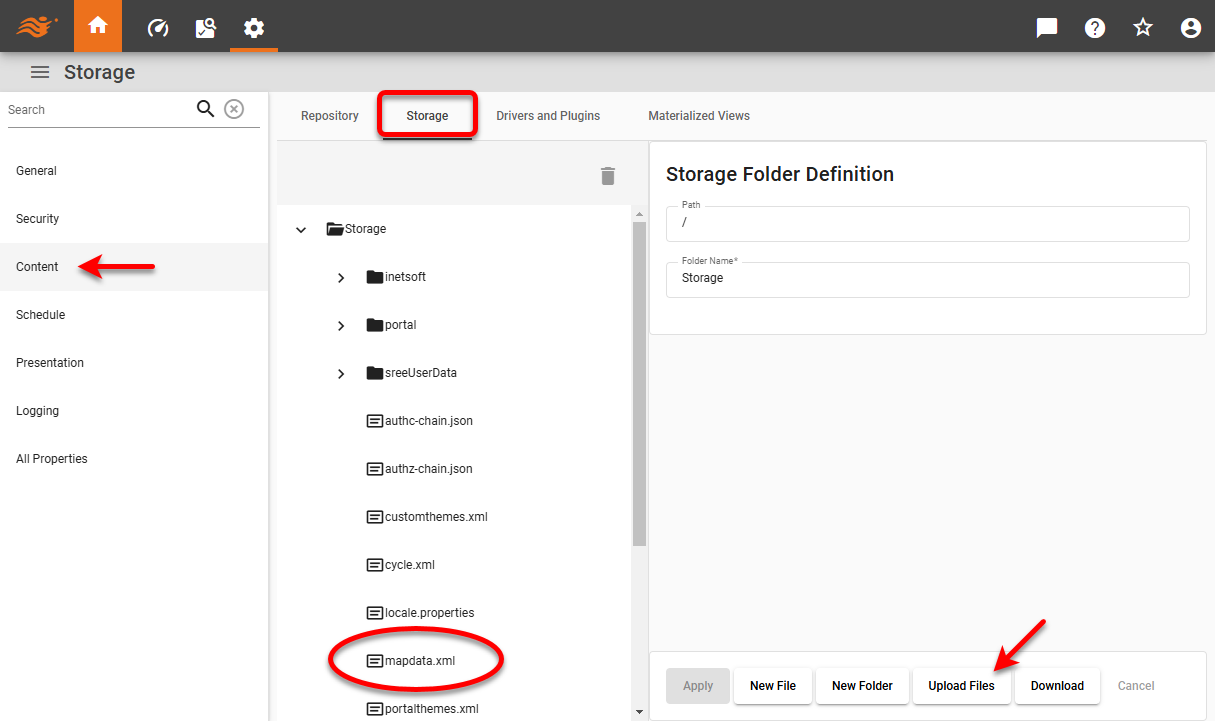 Storage
Search
General
Security
Content
Schedule
Presentation
Logging
All Properties
Repository
Storage
Drivers and Plugins
Materialized Views
Storage
inetsoft
portal
sreeUserData
authc-chain.json
authz-chain.json
customthemes.xml
cycle.xml
locale.properties
mapdata.xml
portalthemes.xml
Storage Folder Definition
Path
/
Folder Name*
Storage
Apply
New File
New Folder
Upload Files
Download
Cancel